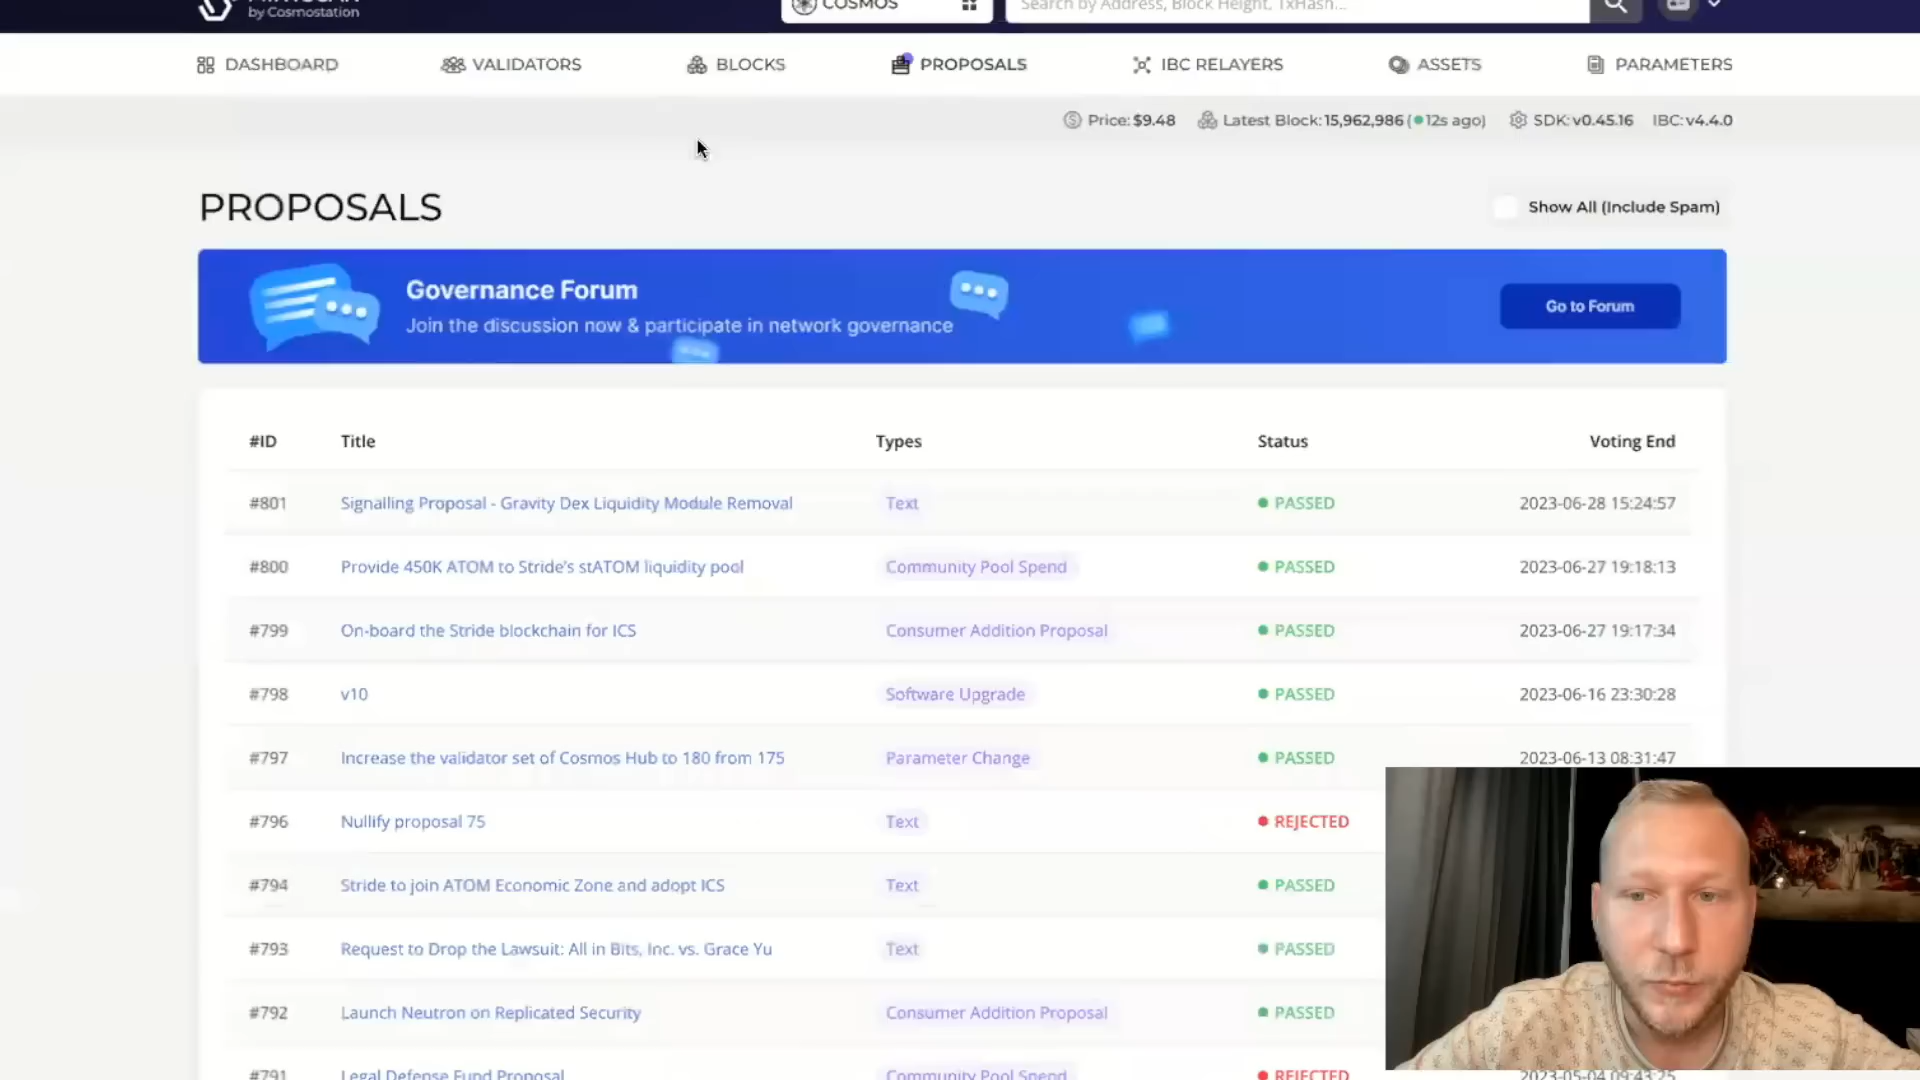 by Cosmostation
COSMOS
Search by Address, Block Height, TxHash...
DASHBOARD
VALIDATORS
BLOCKS
PROPOSALS
IBC RELAYERS
ASSETS
PARAMETERS
Price: $9.48
Latest Block: 15,962,986 (12s ago)
SDK: v0.45.16
IBC: v4.4.0
PROPOSALS
Show All (Include Spam)
Governance Forum
Join the discussion now & participate in network governance
Go to Forum
#ID Title Types Status Voting End
#801 Signalling Proposal - Gravity Dex Liquidity Module Removal Text PASSED 2023-06-28 15:24:57
#800 Provide 450K ATOM to Stride's stATOM liquidity pool Community Pool Spend PASSED 2023-06-27 19:18:13
#799 On-board the Stride blockchain for ICS Consumer Addition Proposal PASSED 2023-06-27 19:17:34
#798 v10 Software Upgrade PASSED 2023-06-16 23:30:28
#797 Increase the validator set of Cosmos Hub to 180 from 175 Parameter Change PASSED 2023-06-13 08:31:47
#796 Nullify proposal 75 Text REJECTED
#794 Stride to join ATOM Economic Zone and adopt ICS Text PASSED
#793 Request to Drop the Lawsuit: All in Bits, Inc. vs. Grace Yu Text PASSED
#792 Launch Neutron on Replicated Security Consumer Addition Proposal PASSED
#791 Legal Defense Fund Proposal Community Pool Spend REJECTED 2023-05-04 09:43:25